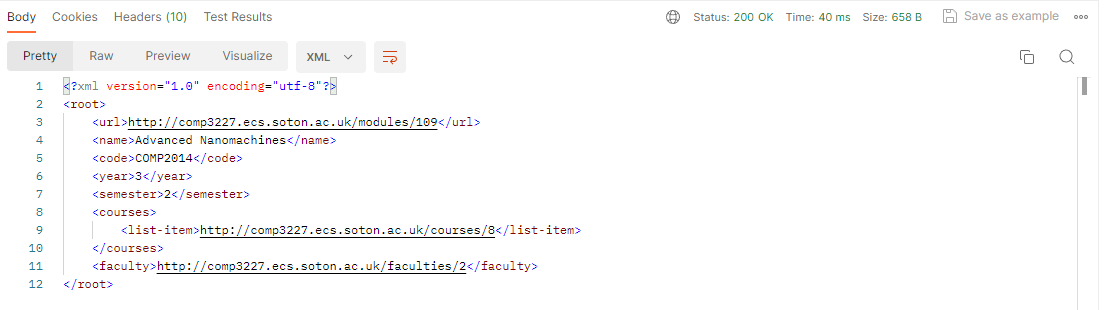 Body Cookies Headers (10) Test Results Status: 200 OK Time: 40 ms Size: 658 B Save as example
Pretty Raw Preview Visualize XML
1 <?xml version="1.0" encoding="utf-8"?>
2 <root>
3 <url>http://comp3227.ecs.soton.ac.uk/modules/109</url>
4 <name>Advanced Nanomachines</name>
5 <code>COMP2014</code>
6 <year>3</year>
7 <semester>2</semester>
8 <courses>
9 <list-item>http://comp3227.ecs.soton.ac.uk/courses/8</list-item>
10 </courses>
11 <faculty>http://comp3227.ecs.soton.ac.uk/faculties/2</faculty>
12 </root>